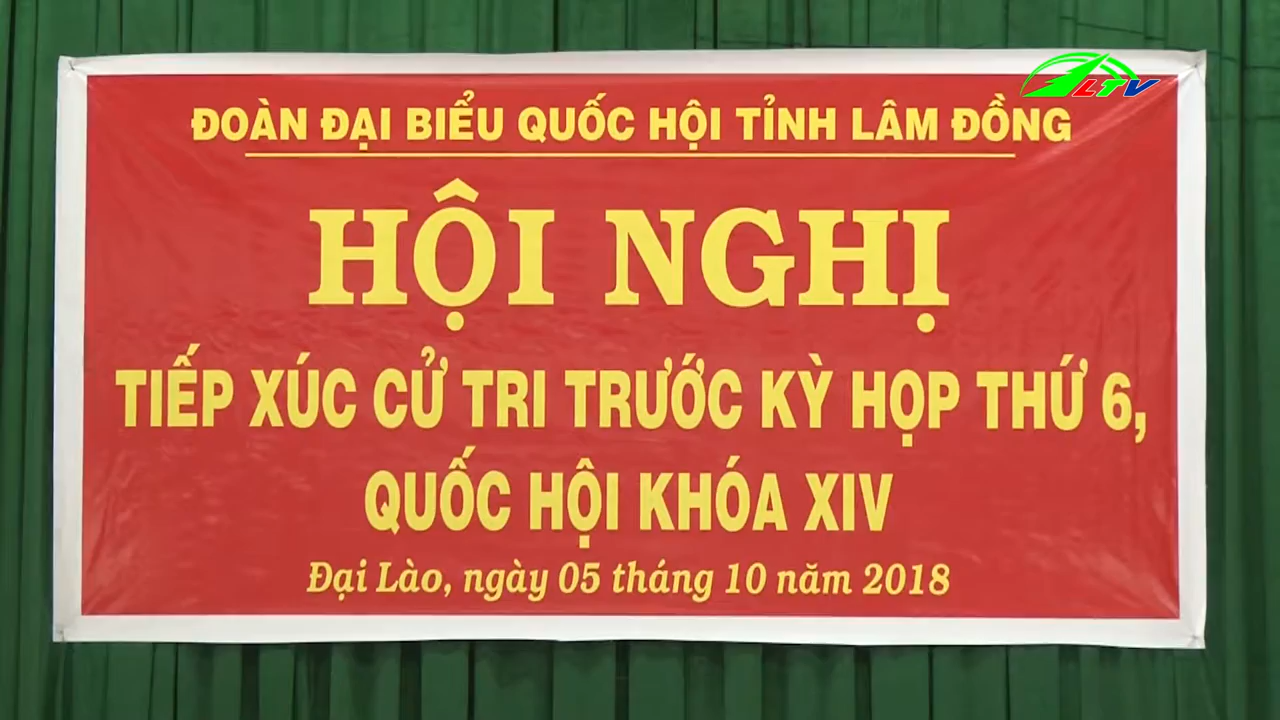 LTV
ĐOÀN ĐẠI BIỂU QUỐC HỘI TỈNH LÂM ĐỒNG
HỘI NGHỊ
TIẾP XÚC CỬ TRI TRƯỚC KỲ HỌP THỨ 6,
QUỐC HỘI KHÓA XIV
Đại Lào, ngày 05 tháng 10 năm 2018